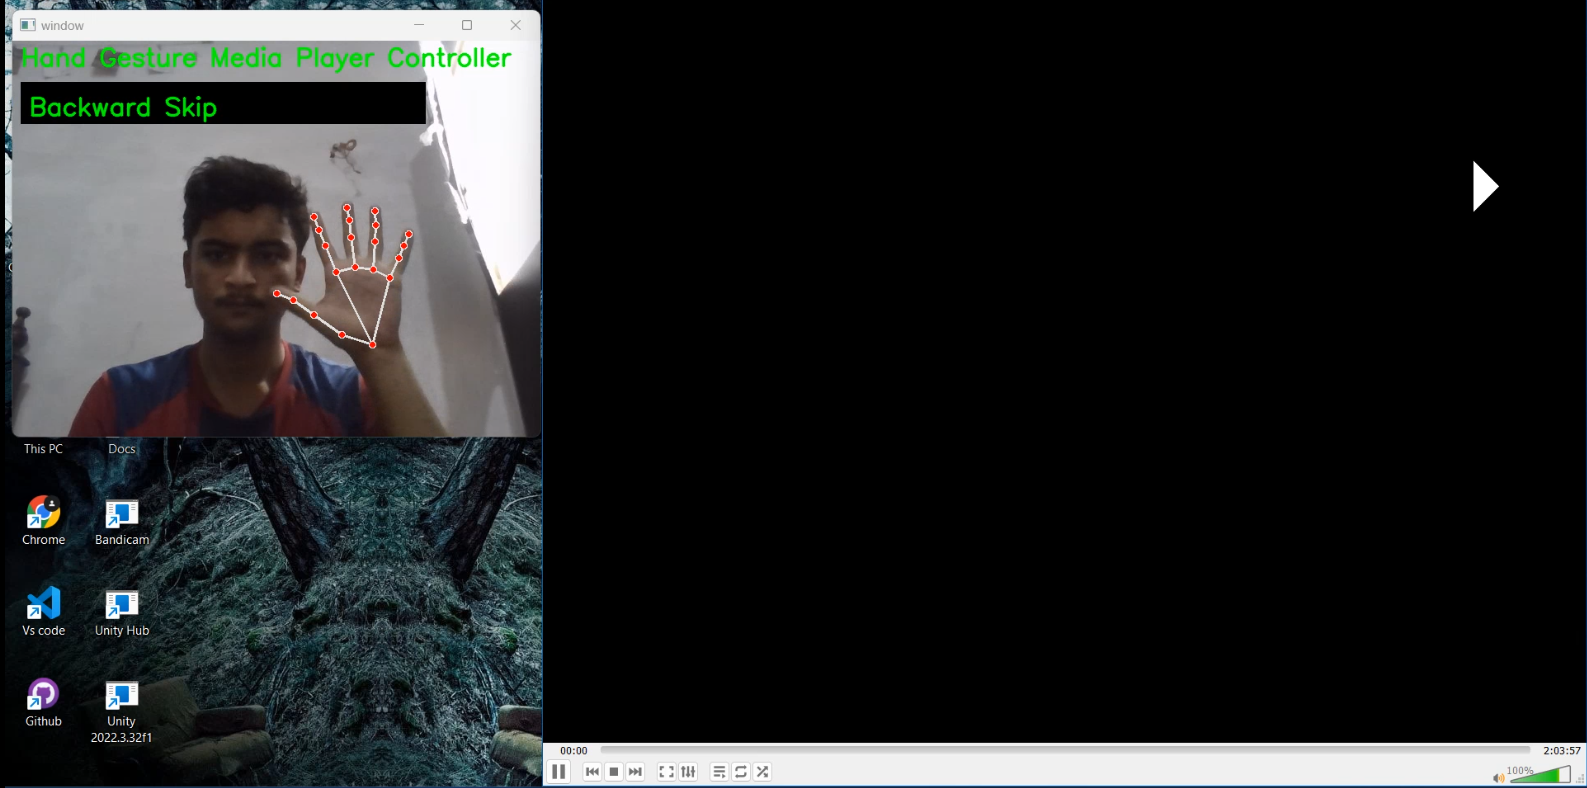 window
Hand Gesture Media Player Controller
Backward Skip
This PC
Docs
Chrome
Bandicam
Vs code
Unity Hub
Github
Unity
2022.3.32f1
00:00
2:03:57
100%